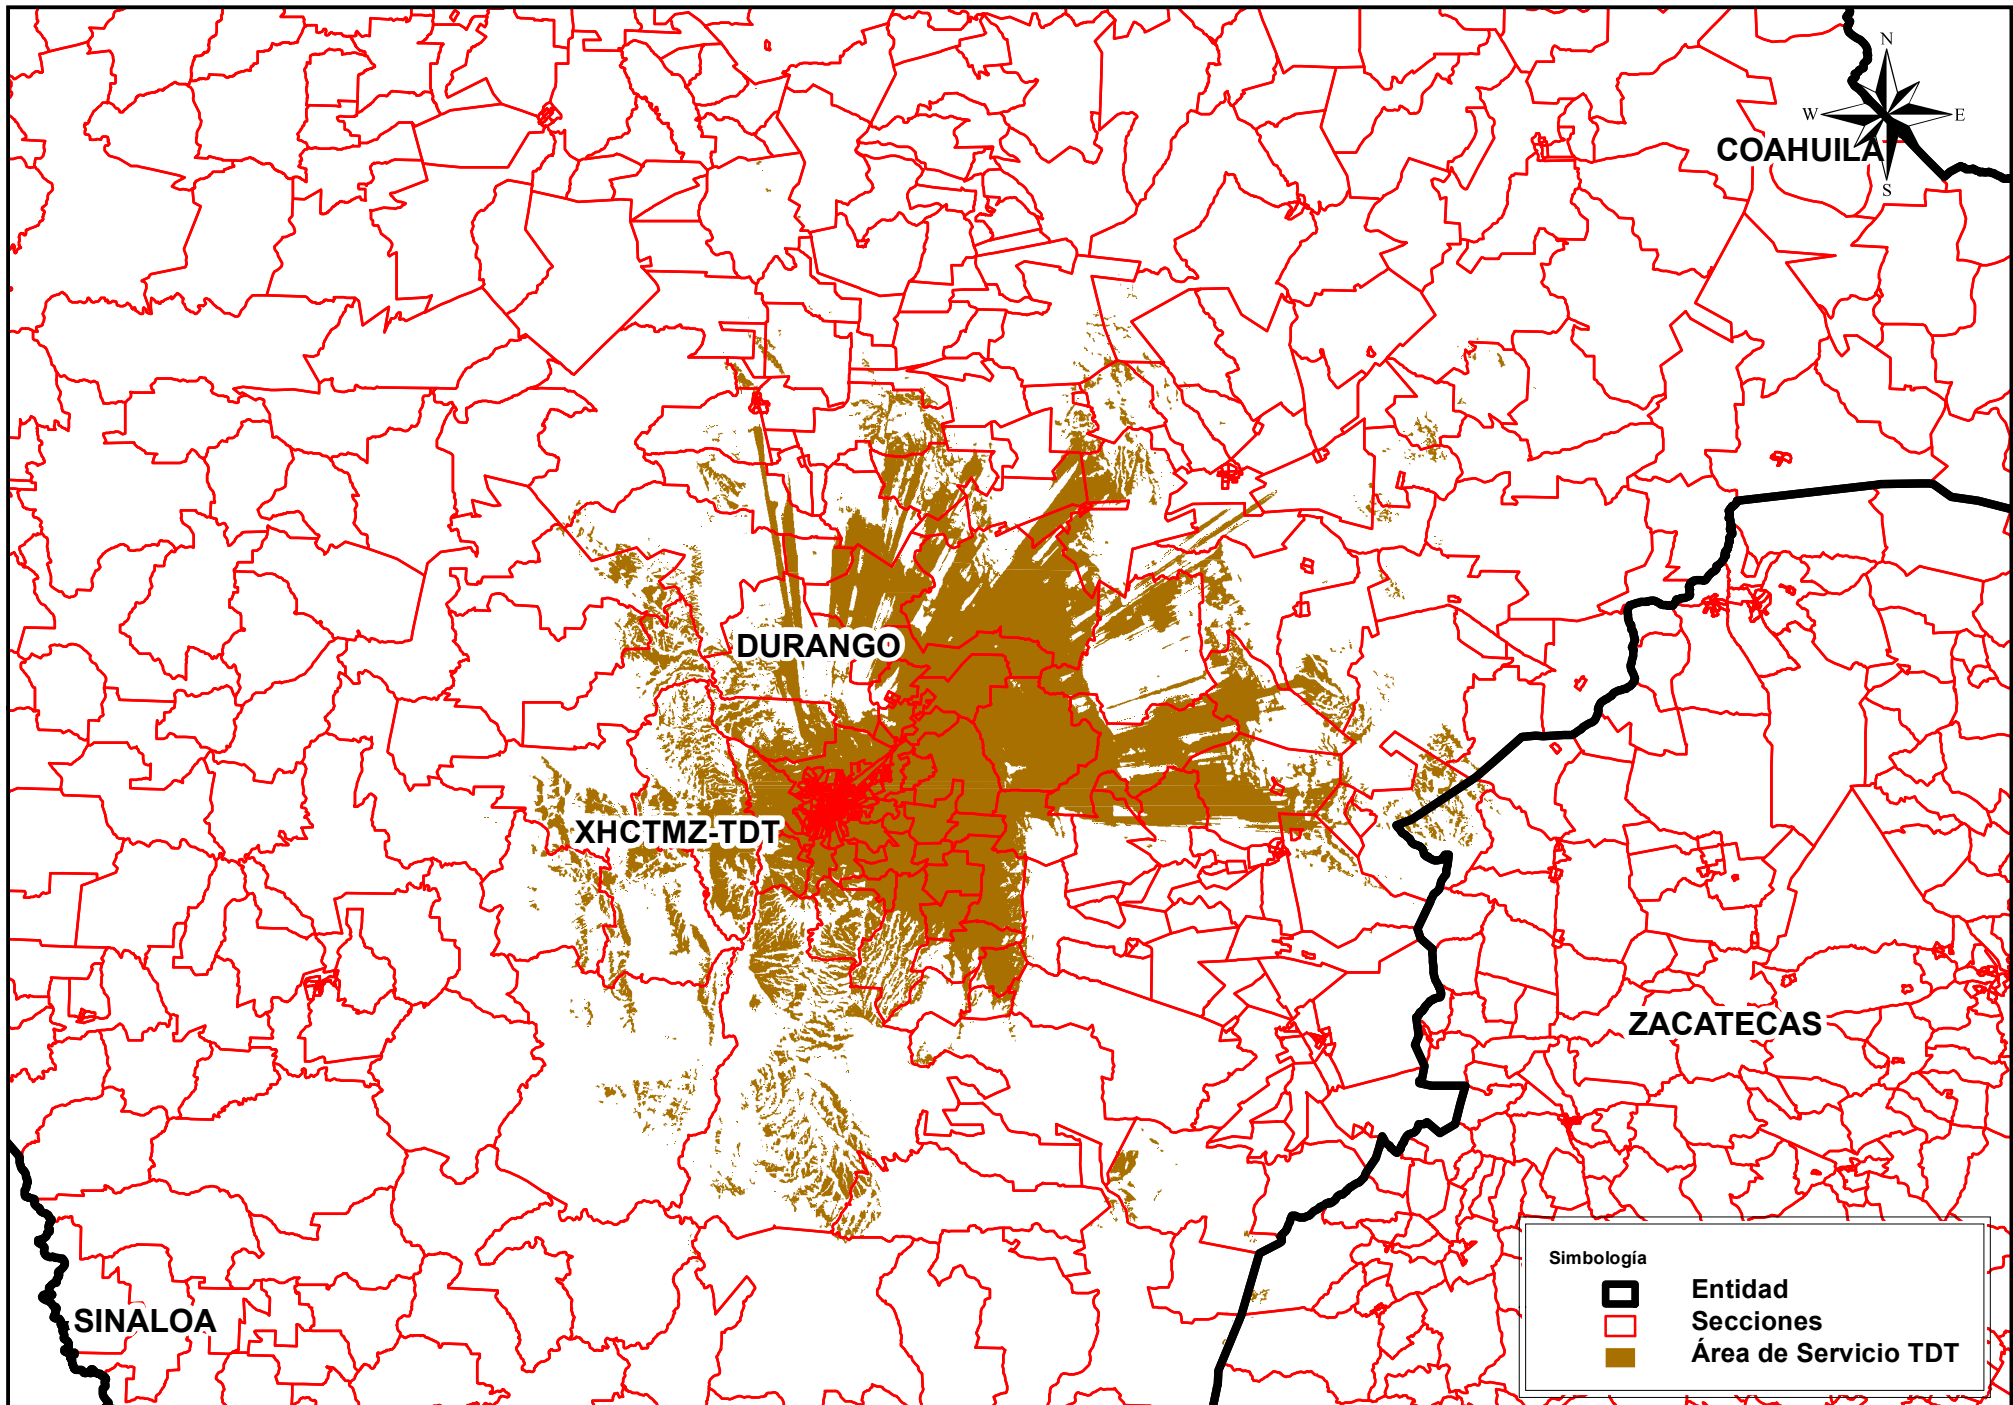 N
W E
COAHUILA
S
DURANGO
XHCTMZ-TDT
ZACATECAS
SINALOA
Simbología
Entidad
Secciones
Área de Servicio TDT